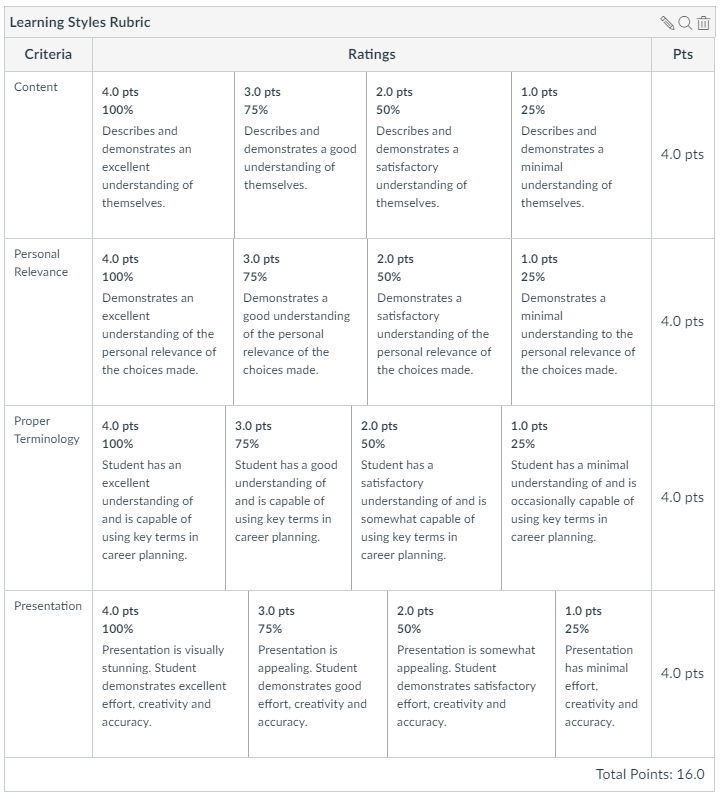 Learning Styles Rubric
Criteria
Ratings
Pts
Content
4.0 pts
100%
Describes and
demonstrates an
excellent
understanding of
themselves.
3.0 pts
75%
Describes and
demonstrates a good
understanding of
themselves.
2.0 pts
50%
Describes and
demonstrates a
satisfactory
understanding of
themselves.
1.0 pts
25%
Describes and
demonstrates a
minimal
understanding of
themselves.
4.0 pts
Personal
Relevance
4.0 pts
100%
Demonstrates an
excellent
understanding of the
personal relevance of
the choices made.
3.0 pts
75%
Demonstrates a
good understanding
of the personal
relevance of the
choices made.
2.0 pts
50%
Demonstrates a
satisfactory
understanding of the
personal relevance of
the choices made.
1.0 pts
25%
Demonstrates a
minimal
understanding to the
personal relevance of
the choices made.
4.0 pts
Proper
Terminology
4.0 pts
100%
Student has an
excellent
understanding of
and is capable of
using key terms in
career planning.
3.0 pts
75%
Student has a good
understanding of
and is capable of
using key terms in
career planning.
2.0 pts
50%
Student has a
satisfactory
understanding of and is
somewhat capable of
using key terms in
career planning.
1.0 pts
25%
Student has a minimal
understanding of and is
occasionally capable of
using key terms in
career planning.
4.0 pts
Presentation
4.0 pts
100%
Presentation is visually
stunning. Student
demonstrates excellent
effort, creativity and
accuracy.
3.0 pts
75%
Presentation is
appealing. Student
demonstrates good
effort, creativity and
accuracy.
2.0 pts
50%
Presentation is somewhat
appealing. Student
demonstrates satisfactory
effort, creativity and
accuracy.
1.0 pts
25%
Presentation
has minimal
effort,
creativity and
accuracy.
4.0 pts
Total Points: 16.0